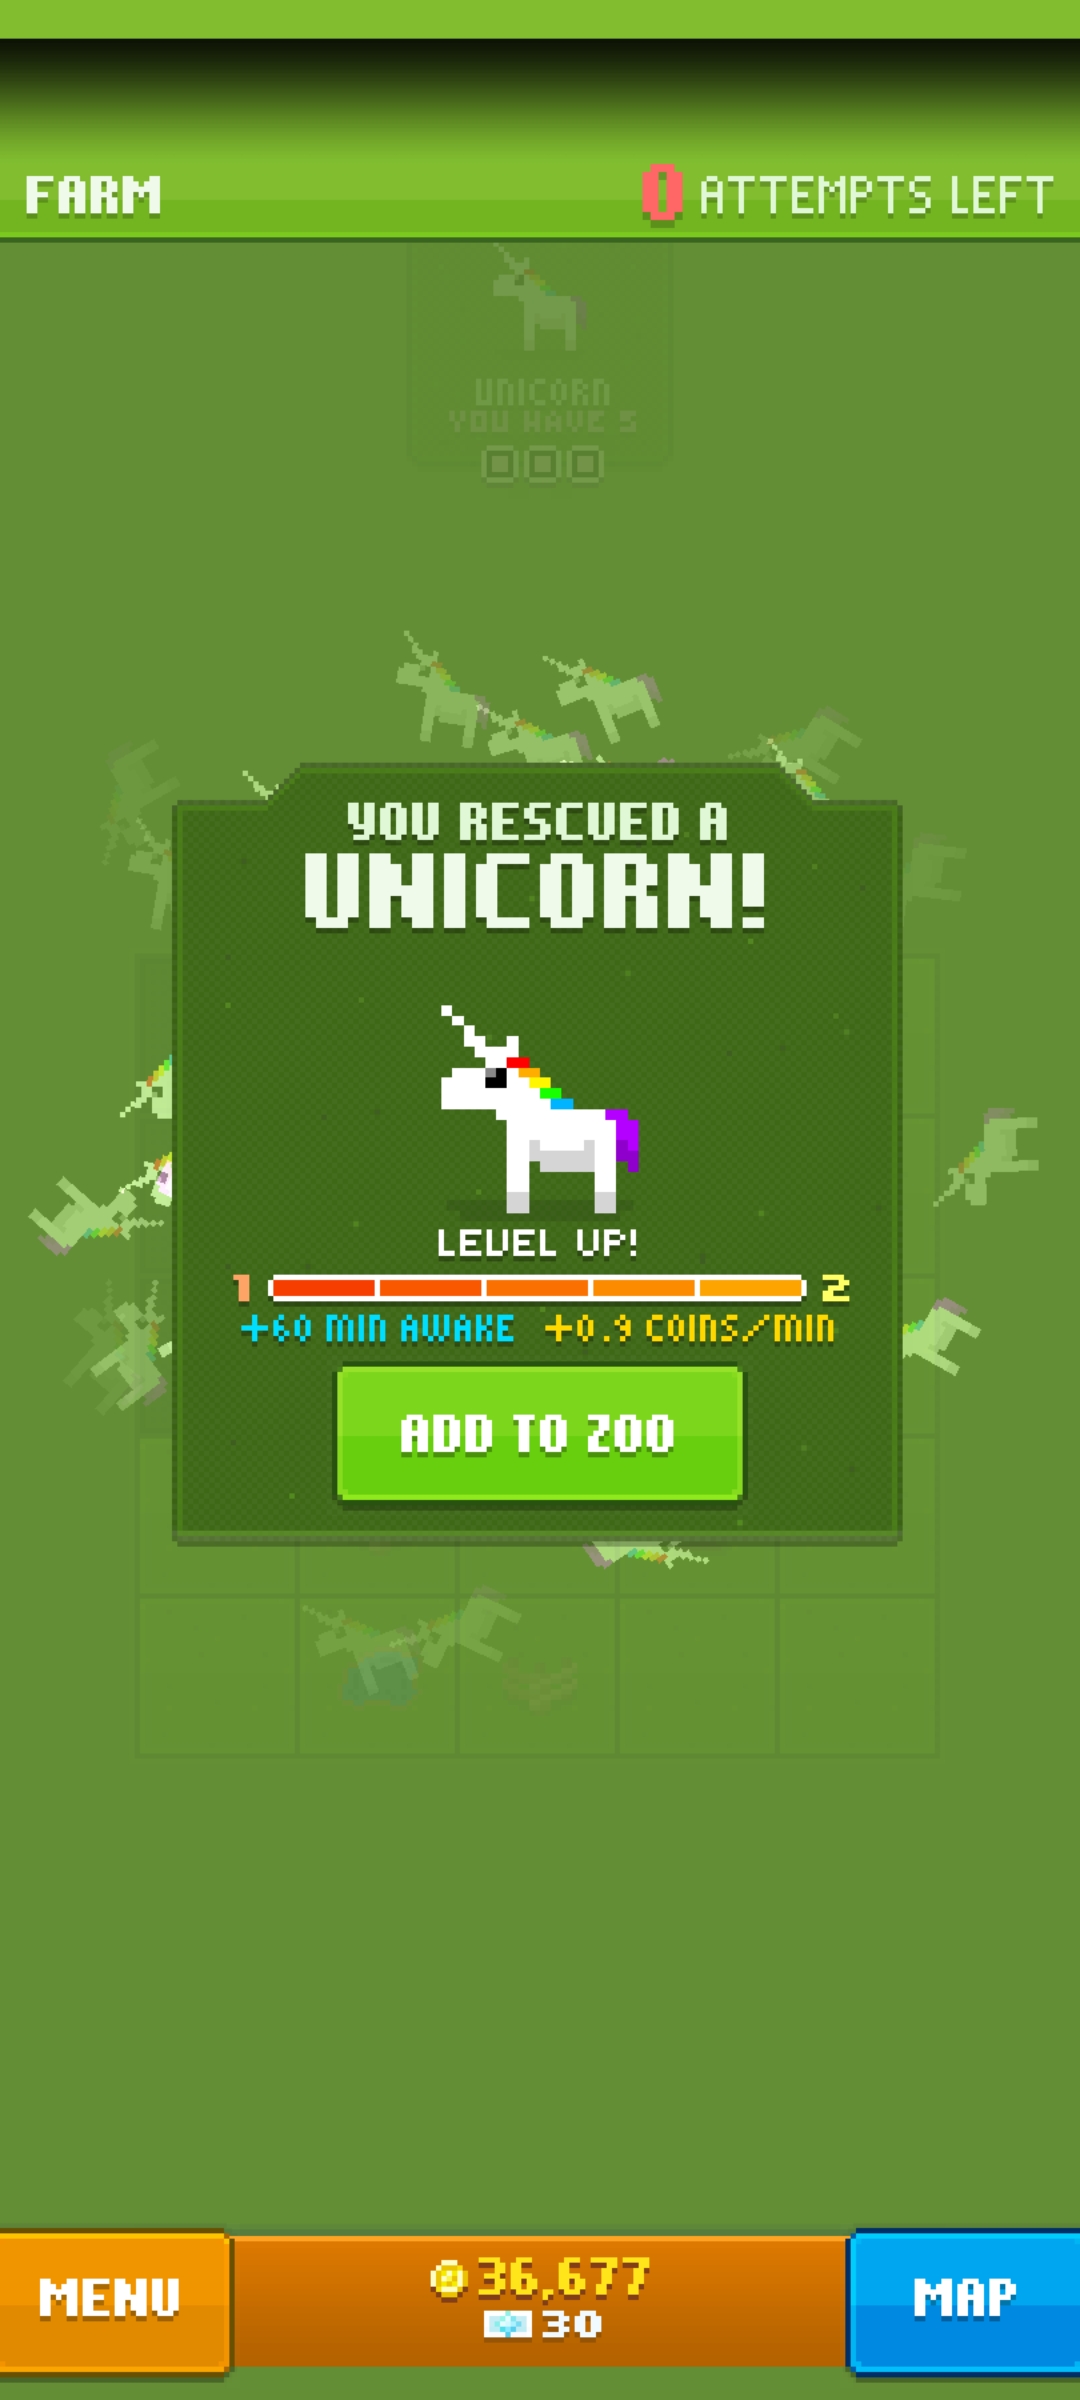 FARM
0 ATTEMPTS LEFT
UNICORN
YOU HAVE 5
YOU RESCUED A
UNICORN!
LEVEL UP!
1 2
+60 MIN AWAKE +0.9 COINS/MIN
ADD TO ZOO
MENU
36,677
30
MAP